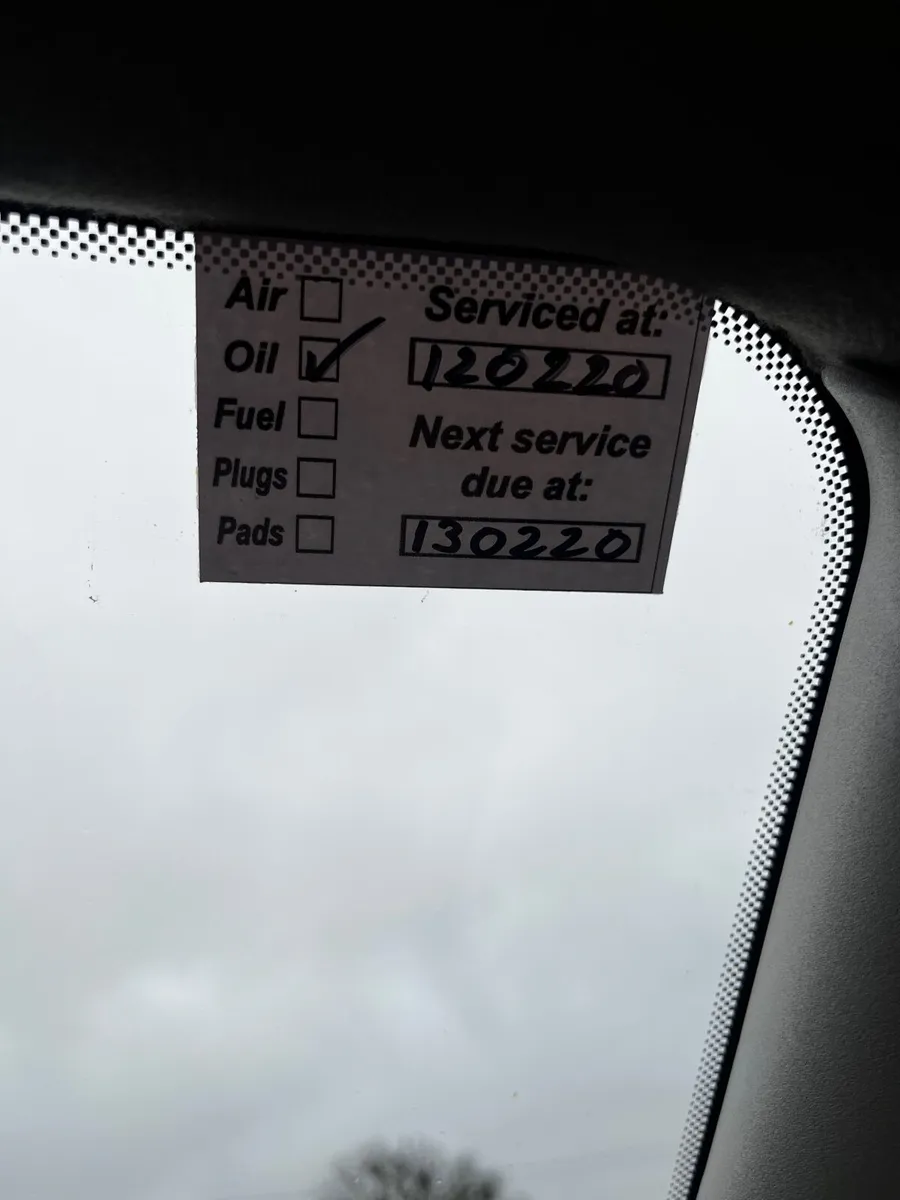 Air
Oil
Fuel
Plugs
Pads
Serviced at:
120220
Next service
due at:
130220